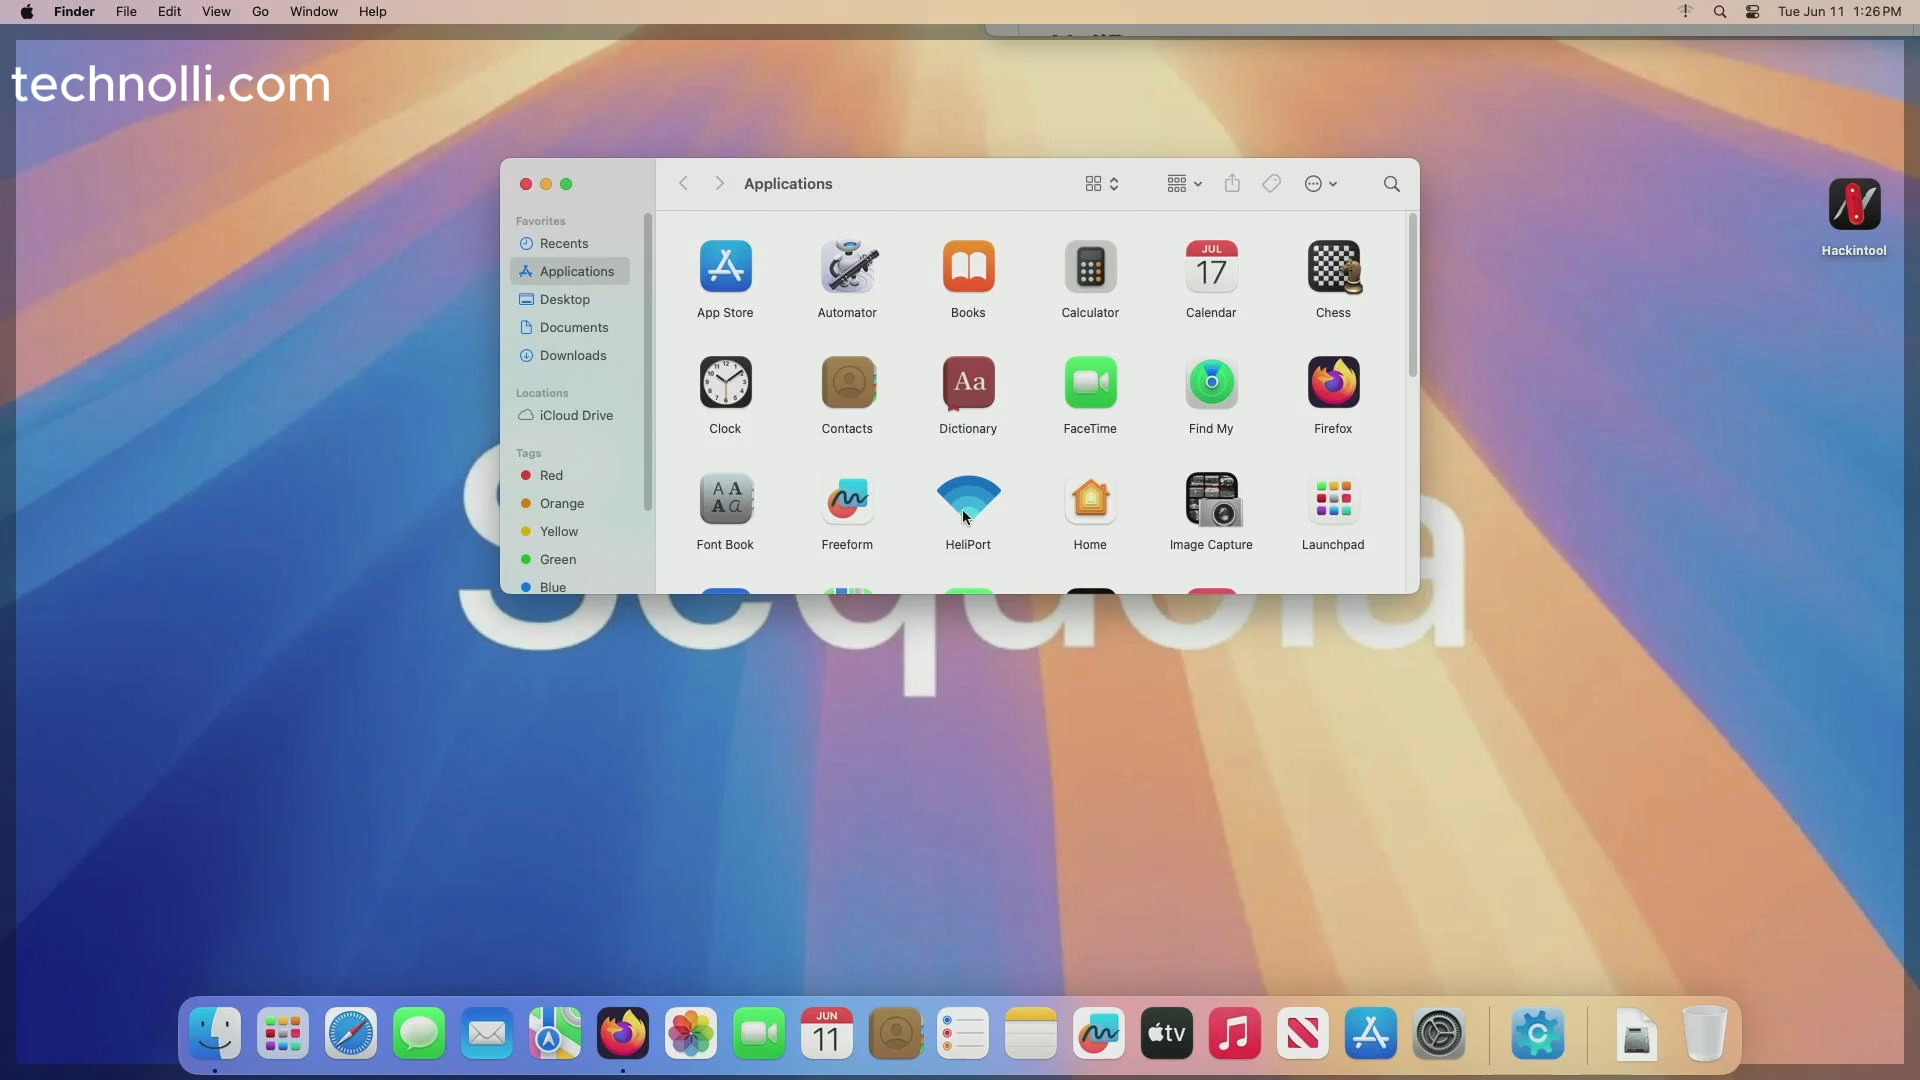 Finder File Edit View Go Window Help Tue Jun 11 1:26 PM
technolli.com
Applications
Favorites
Recents
Applications
Desktop
Documents
Downloads
Locations
iCloud Drive
Tags
Red
Orange
Yellow
Green
Blue
JUL
17
App Store Automator Books Calculator Calendar Chess
Aa
Clock Contacts Dictionary FaceTime Find My Firefox
Font Book Freeform HeliPort Home Image Capture Launchpad
Hackintool
Sequoia
JUN
11
tv